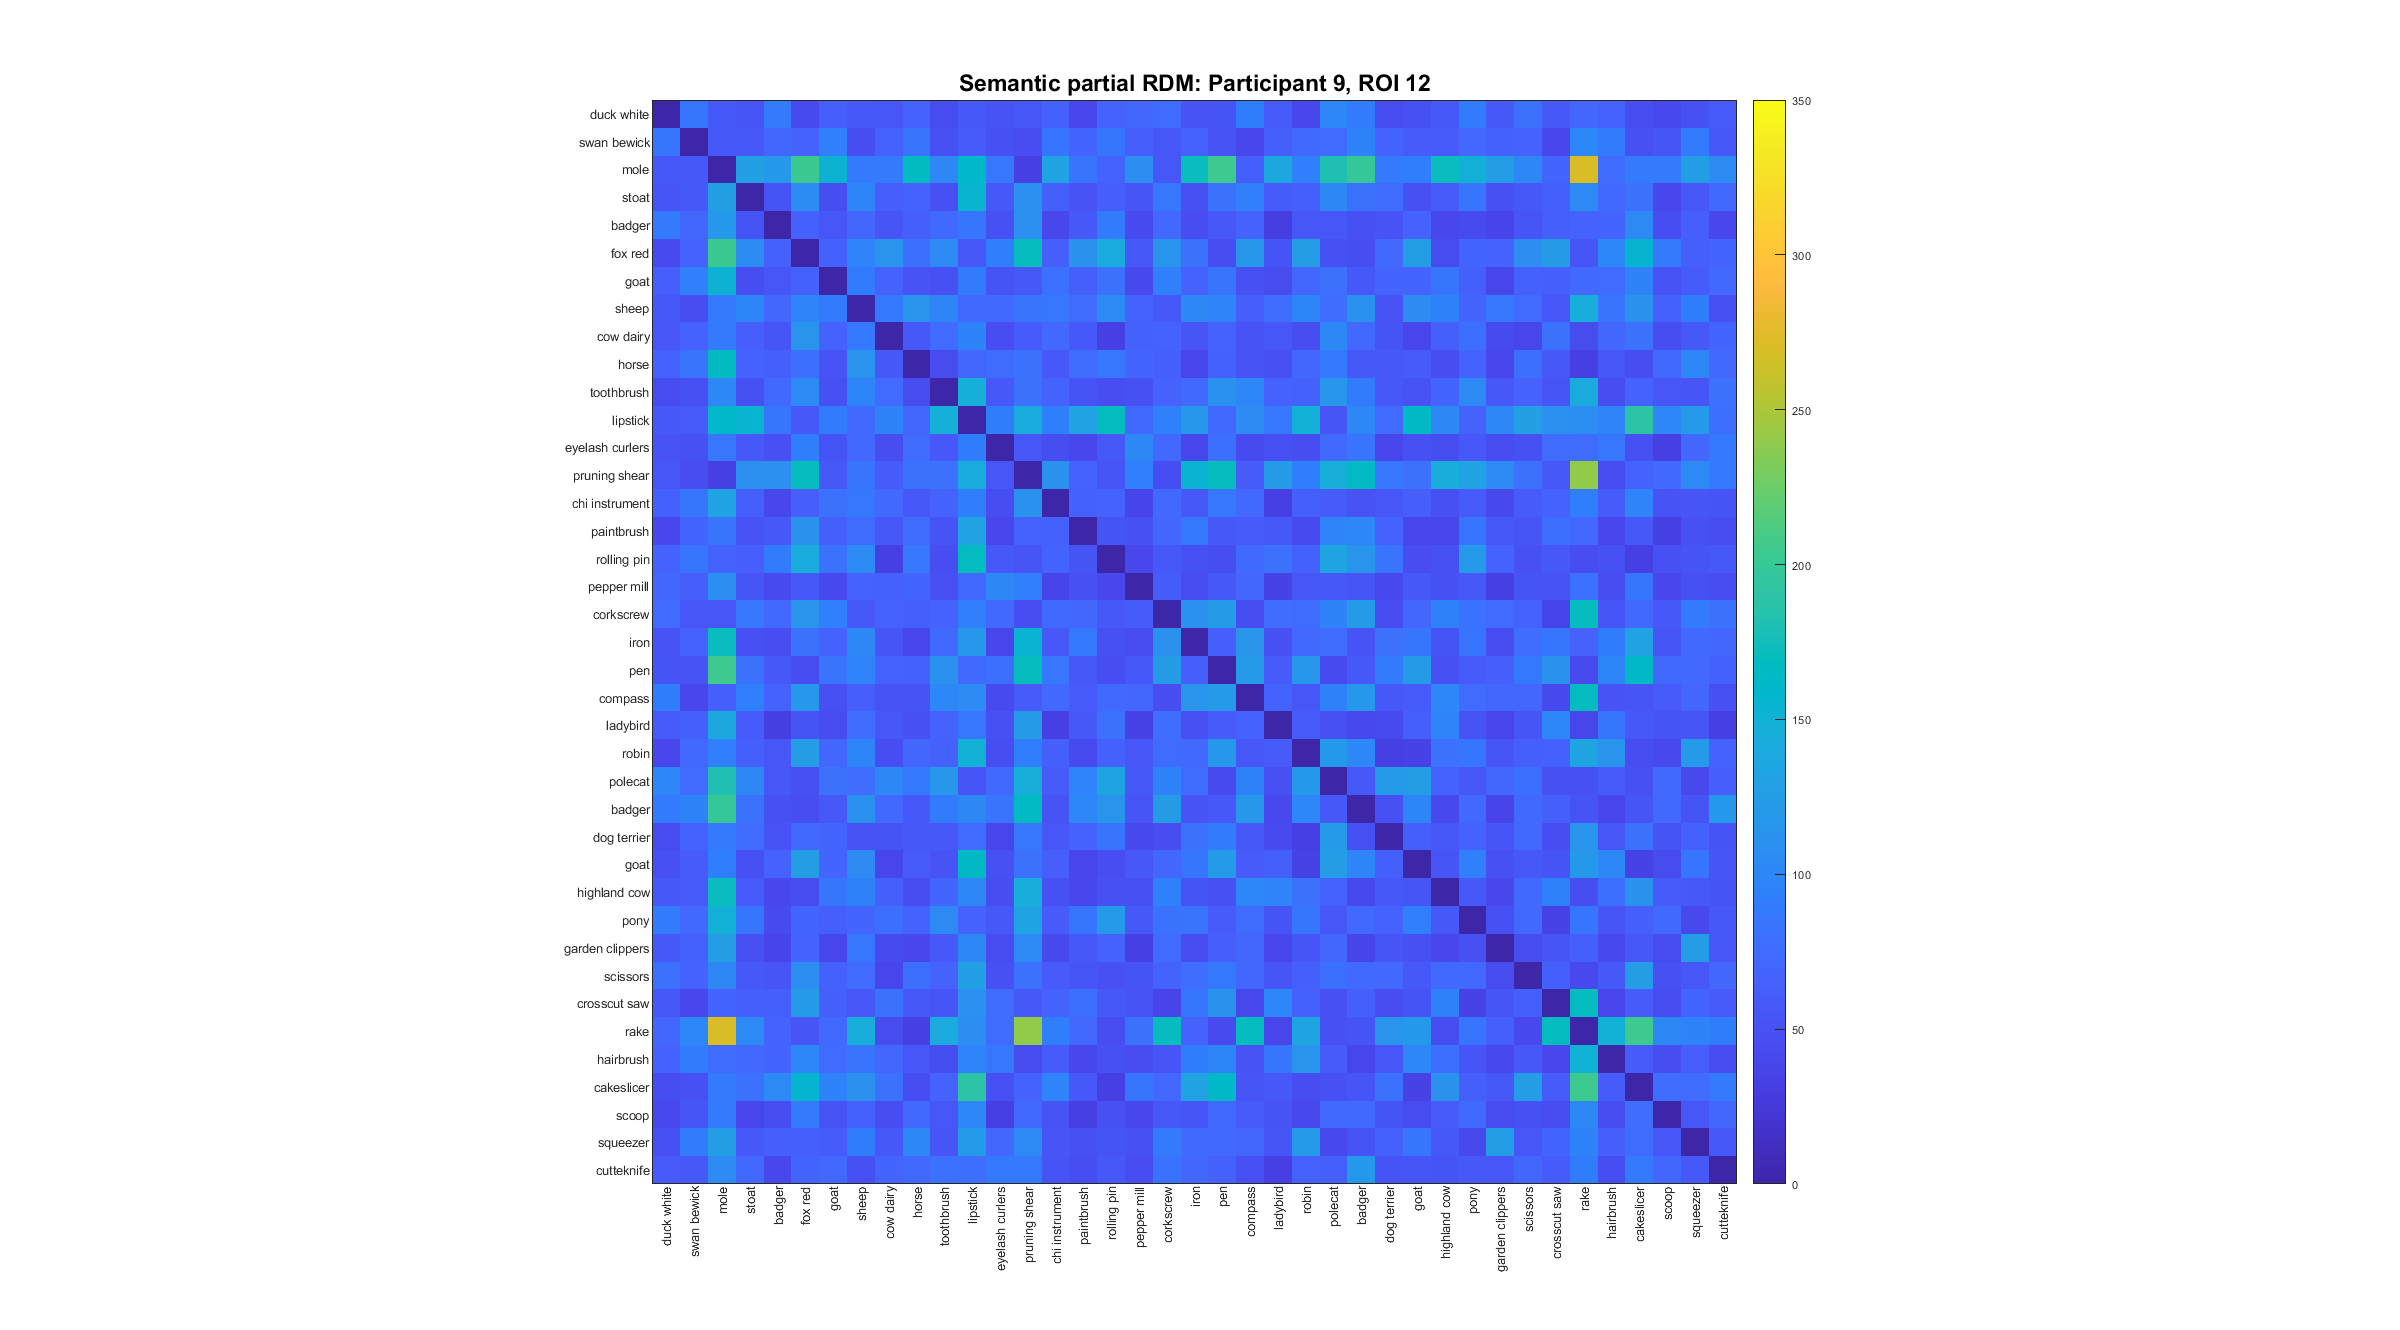 Semantic partial RDM: Participant 9, ROI 12
duck white
swan bewick
mole
stoat
badger
fox red
goat
sheep
cow dairy
horse
toothbrush
lipstick
eyelash curlers
pruning shear
chi instrument
paintbrush
rolling pin
pepper mill
corkscrew
iron
pen
compass
ladybird
robin
polecat
badger
dog terrier
goat
highland cow
pony
garden clippers
scissors
crosscut saw
rake
hairbrush
cakeslicer
scoop
squeezer
cutteknife
duck white
swan bewick
mole
stoat
badger
fox red
goat
sheep
cow dairy
horse
toothbrush
lipstick
eyelash curlers
pruning shear
chi instrument
paintbrush
rolling pin
pepper mill
corkscrew
iron
pen
compass
ladybird
robin
polecat
badger
dog terrier
goat
highland cow
pony
garden clippers
scissors
crosscut saw
rake
hairbrush
cakeslicer
scoop
squeezer
cutteknife
350
300
250
200
150
100
50
0